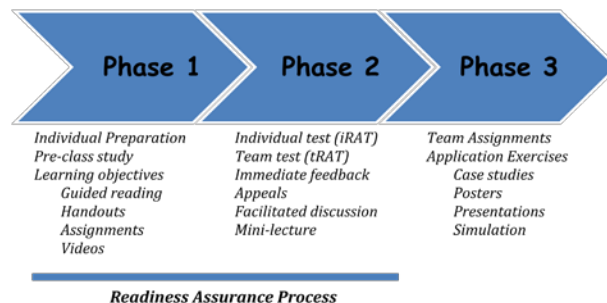 Phase 1
Phase 2
Phase 3
Individual Preparation
Pre-class study
Learning objectives
Guided reading
Handouts
Assignments
Videos
Individual test (iRAT)
Team test (tRAT)
Immediate feedback
Appeals
Facilitated discussion
Mini-lecture
Team Assignments
Application Exercises
Case studies
Posters
Presentations
Simulation
Readiness Assurance Process